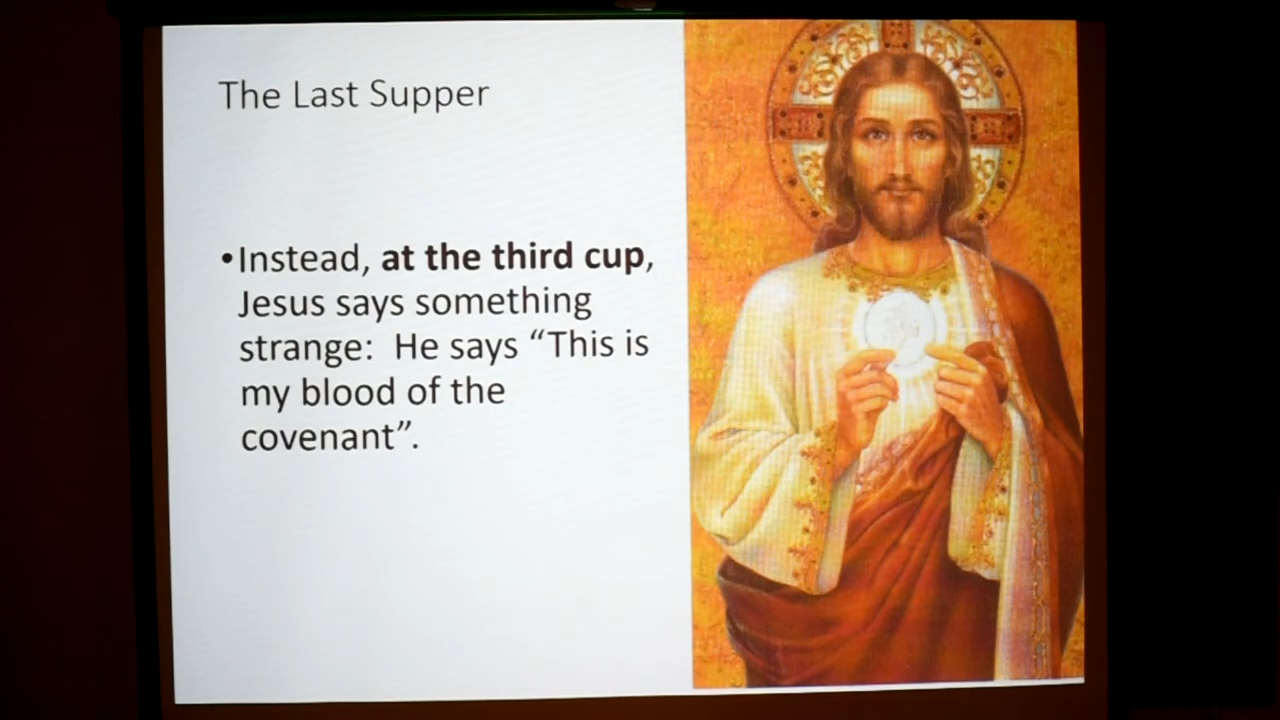 The Last Supper
•Instead, at the third cup,
Jesus says something
strange:  He says “This is
my blood of the
covenant”.